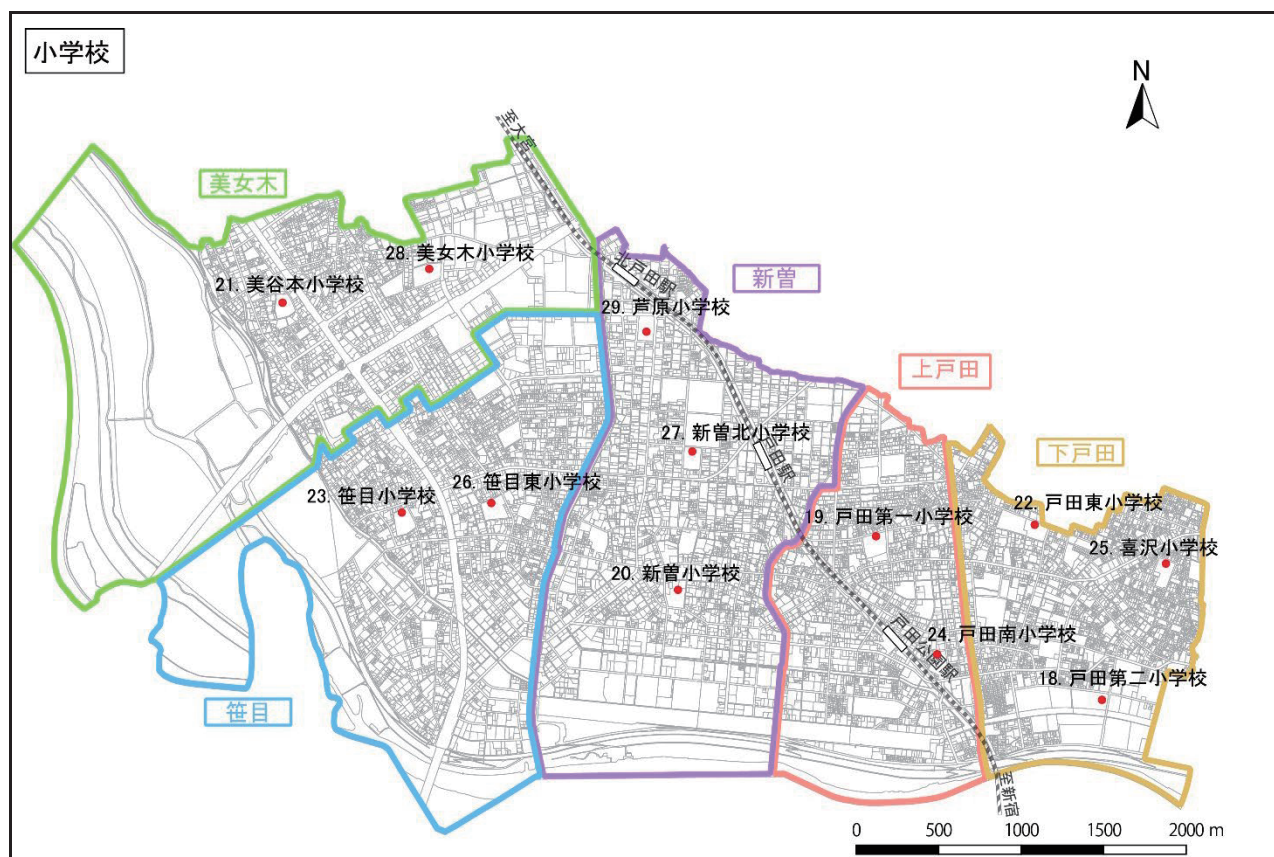 小学校
N
至大宮
美女木
28. 美女木小学校
21. 美谷本小学校
北戸田駅
新曽
29. 芦原小学校
上戸田
27. 新曽北小学校
戸田駅
下戸田
23. 笹目小学校
26. 笹目東小学校
19. 戸田第一小学校
22. 戸田東小学校
25. 喜沢小学校
20. 新曽小学校
24. 戸田南小学校
戸田公園駅
18. 戸田第二小学校
笹目
至新宿
0 500 1000 1500 2000 m